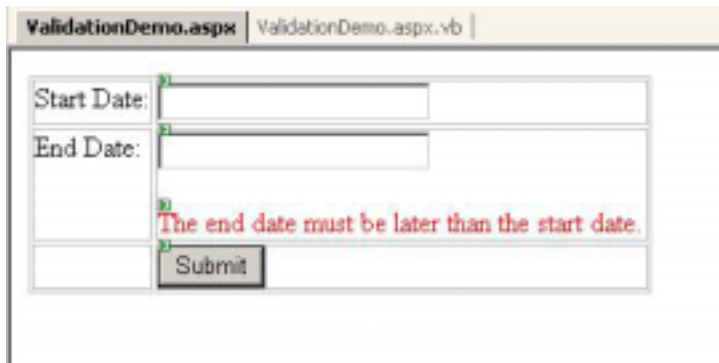 ValidationDemo.aspx ValidationDemo.aspx.vb
Start Date:
End Date:
The end date must be later than the start date.
Submit